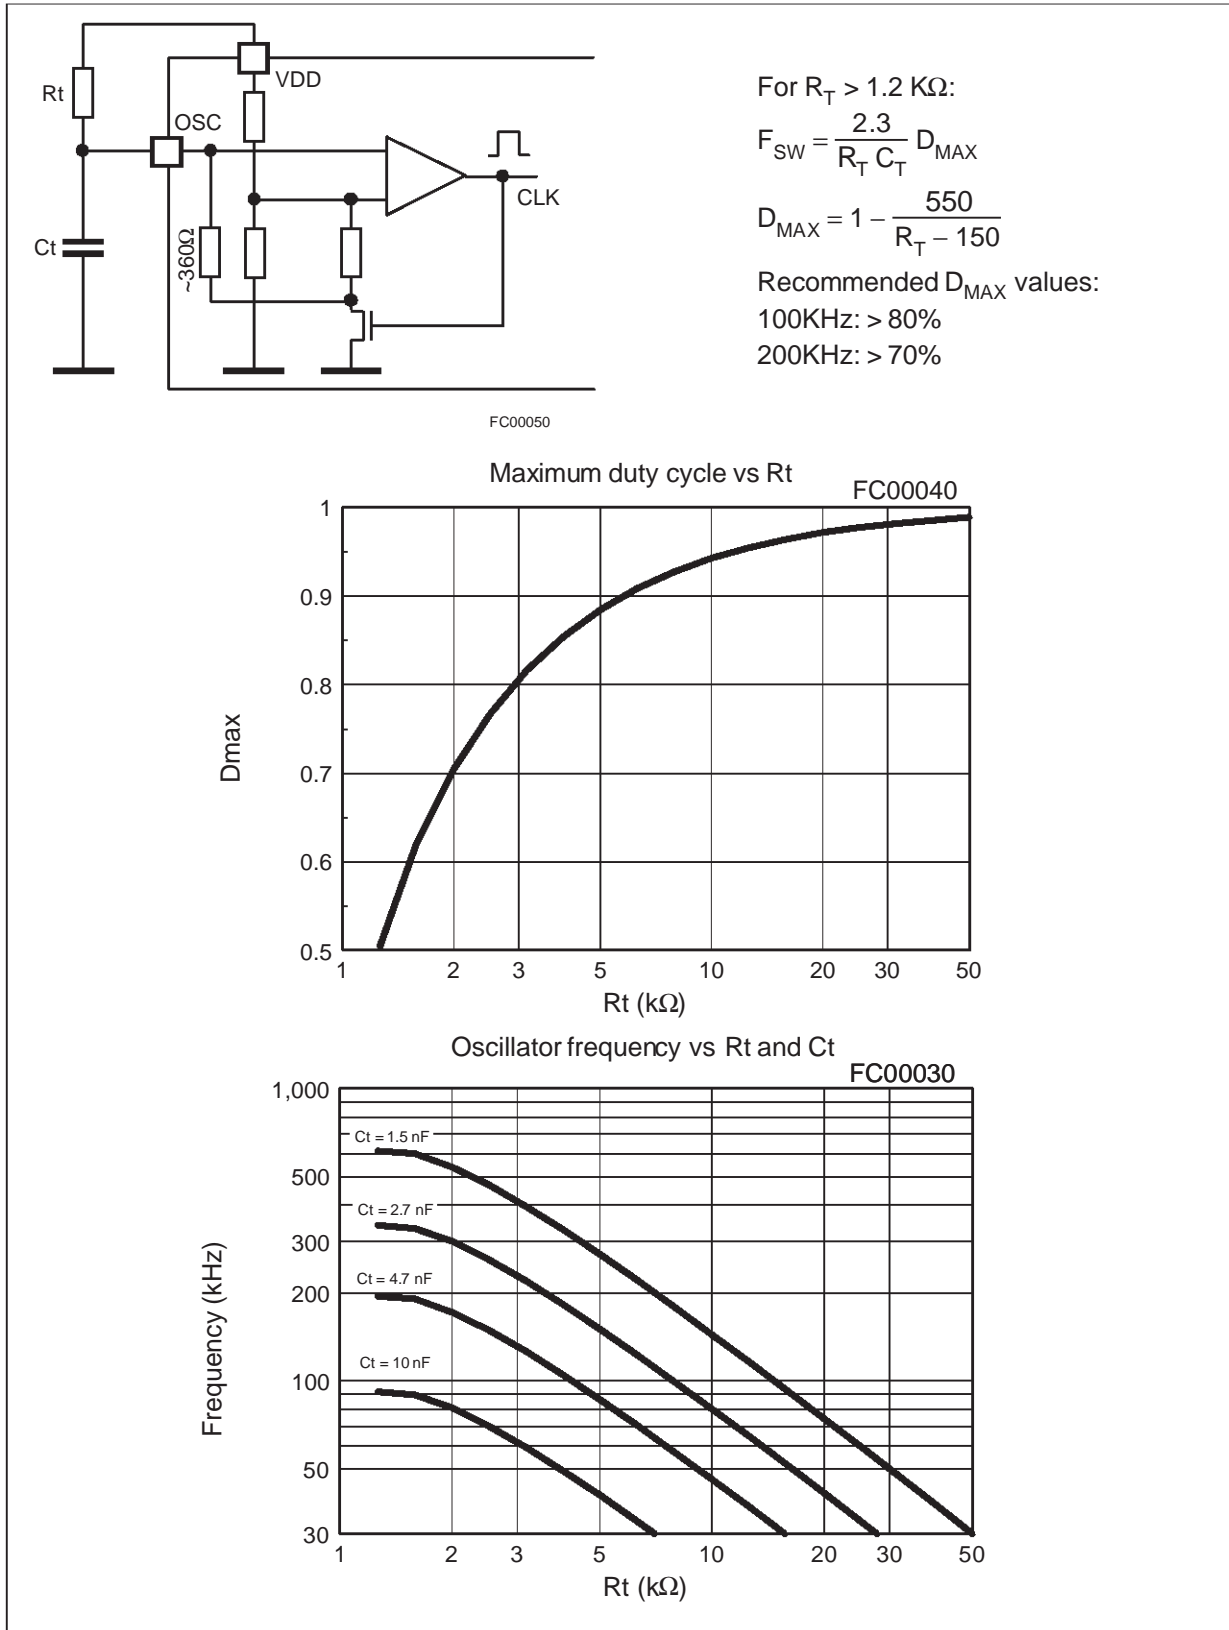 Rt
VDD
OSC
CLK
Ct
~360Ω
FC00050
For R_T > 1.2 KΩ:
F_SW = 2.3 / R_T C_T D_MAX
D_MAX = 1 − 550 / R_T − 150
Recommended D_MAX values:
100KHz: > 80%
200KHz: > 70%
Maximum duty cycle vs Rt
FC00040
1
0.9
0.8
0.7
0.6
0.5
Dmax
1 2 3 5 10 20 30 50
Rt (kΩ)
Oscillator frequency vs Rt and Ct
FC00030
1,000
500
300
200
100
50
30
Frequency (kHz)
Ct = 1.5 nF
Ct = 2.7 nF
Ct = 4.7 nF
Ct = 10 nF
1 2 3 5 10 20 30 50
Rt (kΩ)